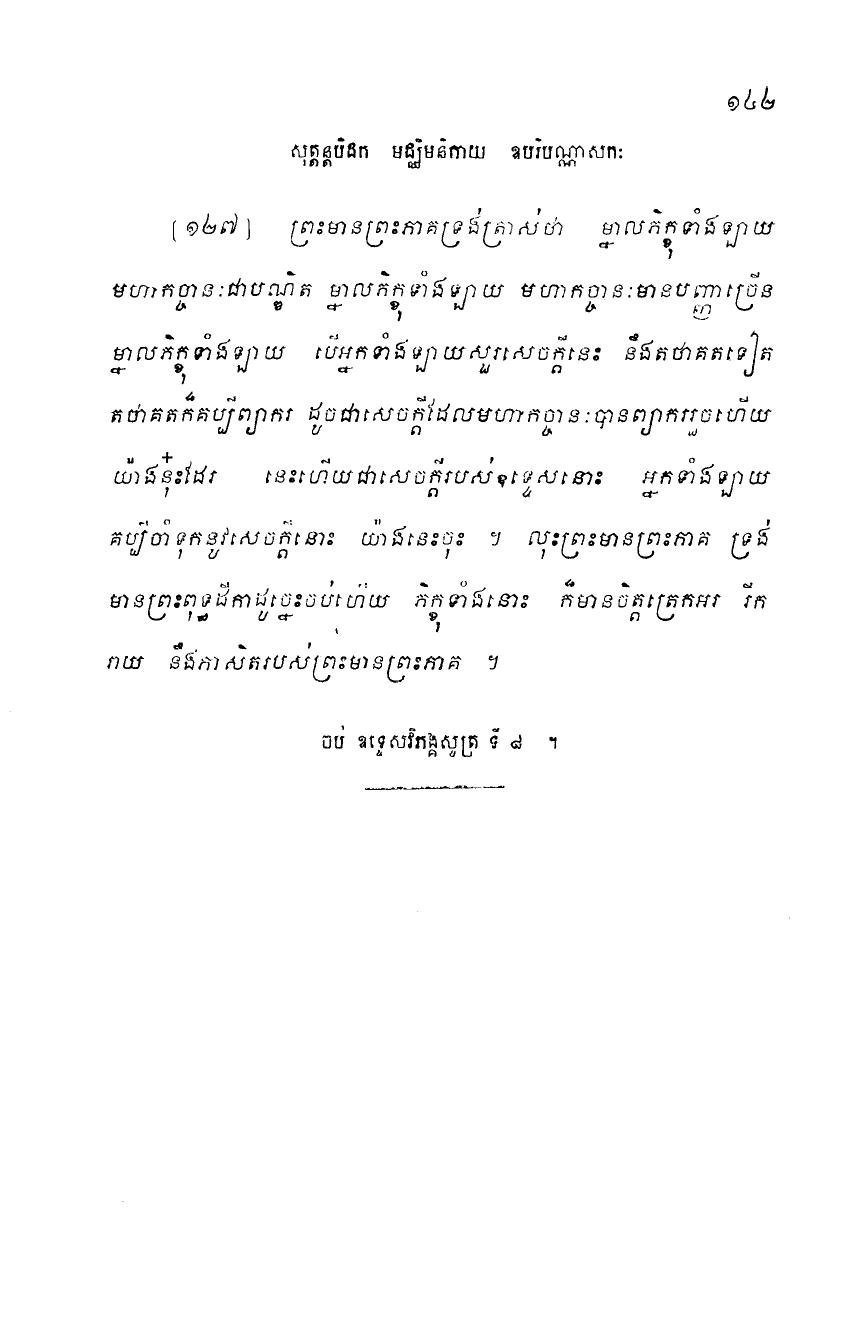 ១៤២
សុត្តន្តបិដក មជ្ឈិមនិកាយ ឧបរិបណ្ណាសកៈ
[១២៧] ព្រះមានព្រះភាគទ្រង់ត្រាស់ថា ម្នាលភិក្ខុទាំងឡាយ
មហាកច្ចានៈជាបណ្ឌិត ម្នាលភិក្ខុទាំងឡាយ មហាកច្ចានៈមានបញ្ញាច្រើន
ម្នាលភិក្ខុទាំងឡាយ បើអ្នកទាំងឡាយសួរសេចក្តីនេះ នឹងតថាគតទៀត
តថាគតក៏គប្បីព្យាករ ដូចជាសេចក្តីដែលមហាកច្ចានៈបានព្យាកររួចហើយ
យ៉ាងនុ៎ះដែរ នេះហើយជាសេចក្តីរបស់ឧទ្ទេសនោះ អ្នកទាំងឡាយ
គប្បីចាំទុកនូវសេចក្តីនោះ យ៉ាងនេះចុះ ។ លុះព្រះមានព្រះភាគ ទ្រង់
មានព្រះពុទ្ធដីកាដូច្នេះចប់ហើយ ភិក្ខុទាំងនោះ ក៏មានចិត្តត្រេកអរ រីក
រាយ នឹងភាសិតរបស់ព្រះមានព្រះភាគ ។
ចប់ ឧទ្ទេសវិភង្គសូត្រ ទី ៨ ។